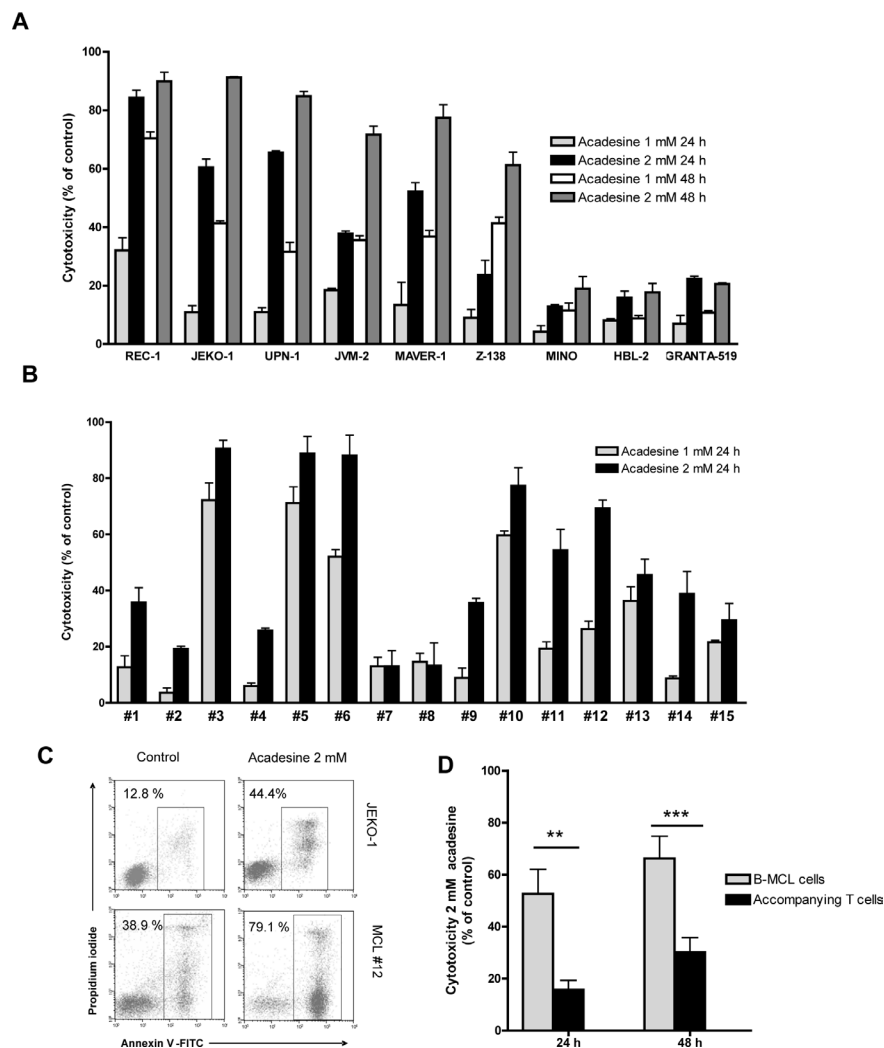 A
Cytotoxicity (% of control)
100
80
60
40
20
0
Acadesine 1 mM 24 h
Acadesine 2 mM 24 h
Acadesine 1 mM 48 h
Acadesine 2 mM 48 h
REC-1 JEKO-1 UPN-1 JVM-2 MAVER-1 Z-138 MINO HBL-2 GRANTA-519
B
Cytotoxicity (% of control)
100
80
60
40
20
0
Acadesine 1 mM 24 h
Acadesine 2 mM 24 h
#1 #2 #3 #4 #5 #6 #7 #8 #9 #10 #11 #12 #13 #14 #15
C
Control Acadesine 2 mM
12.8 % 44.4%
JEKO-1
38.9 % 79.1%
MCL #12
Propidium iodide
Annexin V -FITC
D
Cytotoxicity 2 mM acadesine
(% of control)
100
80
60
40
20
0
** ***
B-MCL cells
Accompanying T cells
24 h 48 h